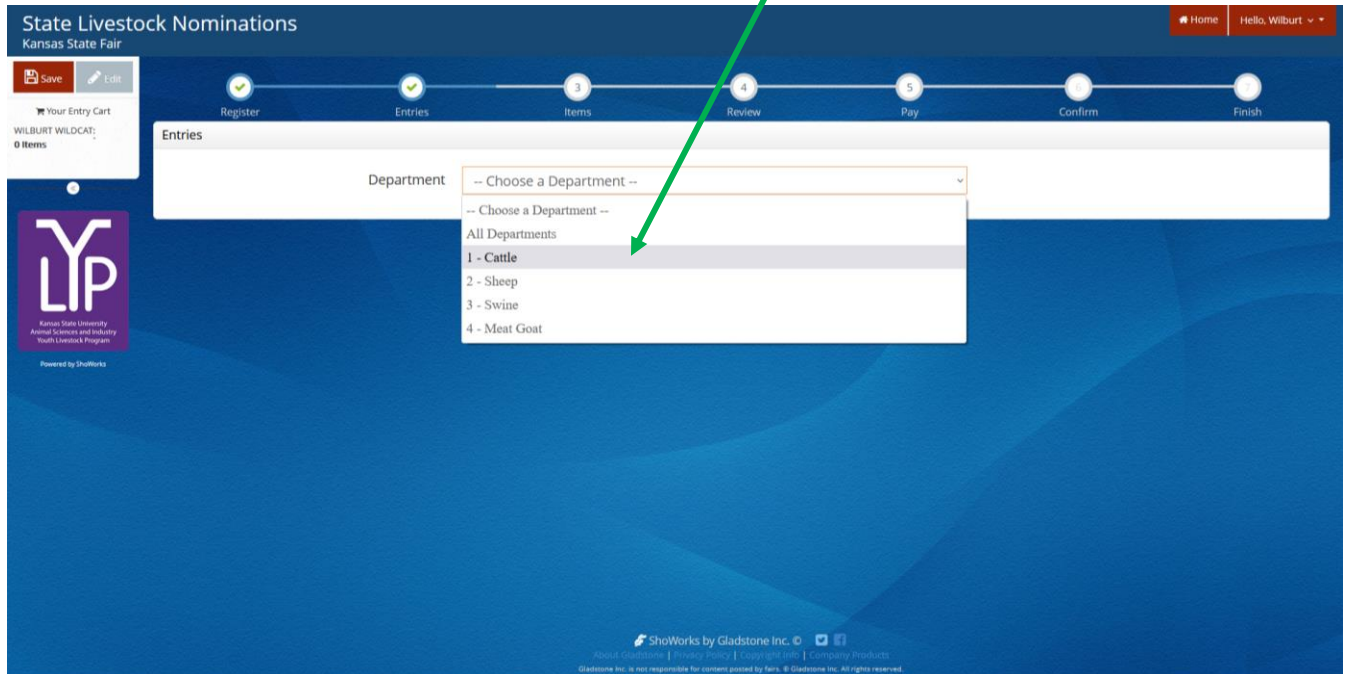 State Livestock Nominations
Kansas State Fair
Home
Hello, Wilburt
Save
Edit
Your Entry Cart
WILBURT WILDCAT:
0 Items
Register
Entries
3
Items
4
Review
5
Pay
Confirm
7
Finish
Entries
Department
-- Choose a Department --
-- Choose a Department --
All Departments
1 - Cattle
2 - Sheep
3 - Swine
4 - Meat Goat
YLP
Kansas State University
Animal Sciences and Industry
Youth Livestock Program
Powered by ShoWorks
ShoWorks by Gladstone Inc. ©
About Gladstone | Privacy Policy | Copyright Info | Company Products
Gladstone Inc. is not responsible for content posted by fairs. © Gladstone Inc. All rights reserved.